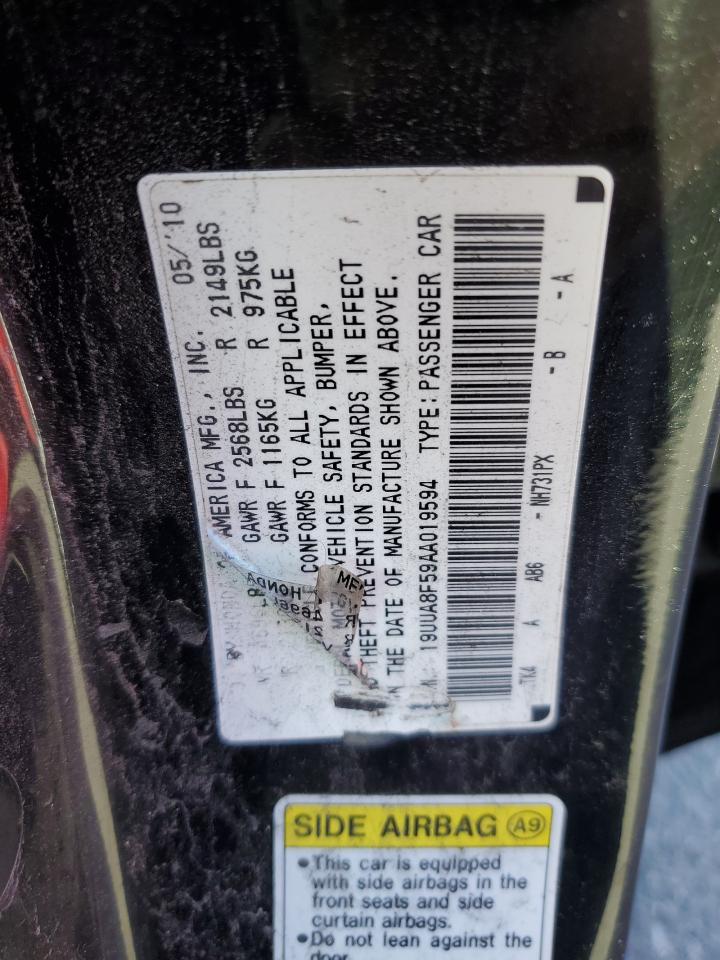 AMERICA MFG., INC. 05/'10
GAWR F 2568LBS R 2149LBS
GAWR F 1165KG R 975KG
CONFORMS TO ALL APPLICABLE
VEHICLE SAFETY, BUMPER,
THEFT PREVENTION STANDARDS IN EFFECT
THE DATE OF MANUFACTURE SHOWN ABOVE.
19UUA8F59AA019594 TYPE:PASSENGER CAR
TK4 A AB6 - NH731PX - B - A
HONDA
MF
SIDE AIRBAG A9
•This car is equipped
with side airbags in the
front seats and side
curtain airbags.
•Do not lean against the
door